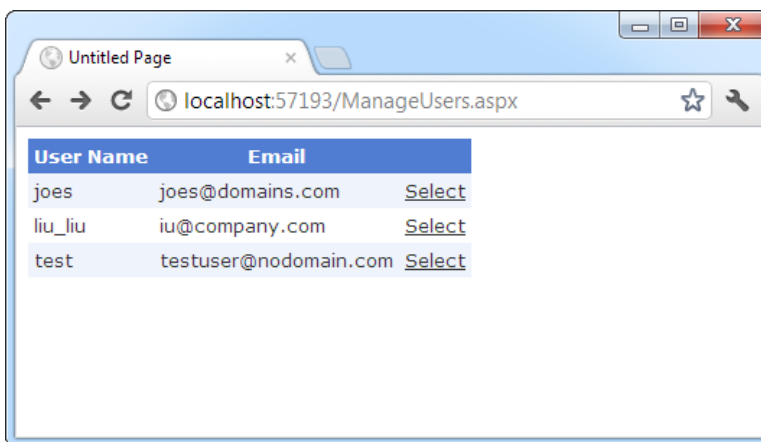 Untitled Page
localhost:57193/ManageUsers.aspx
User Name Email
joes joes@domains.com Select
liu_liu iu@company.com Select
test testuser@nodomain.com Select